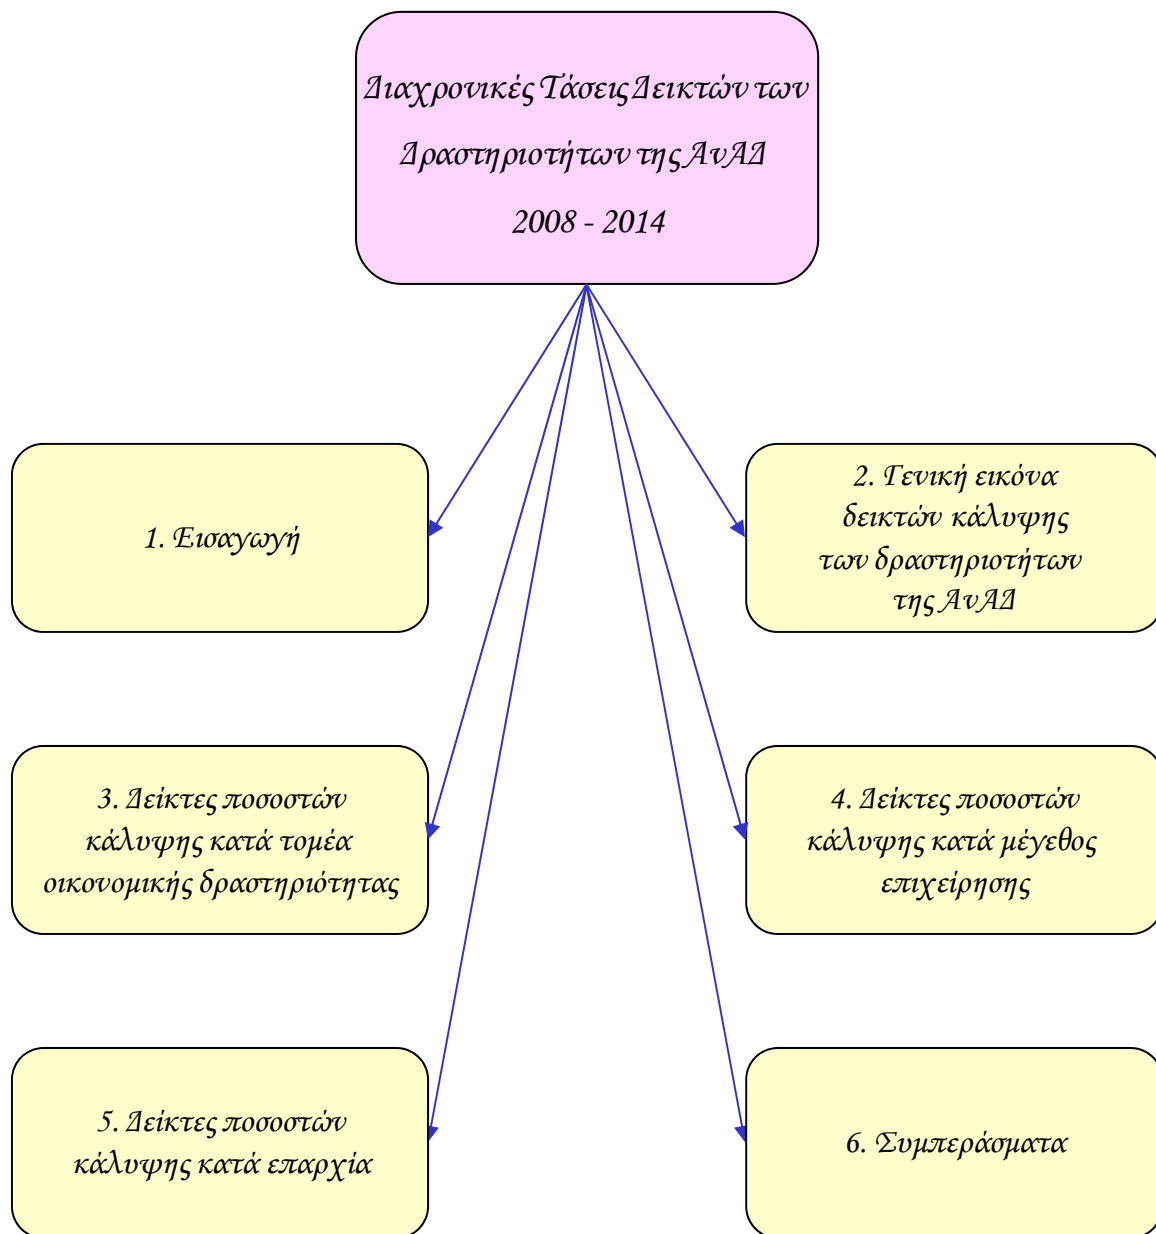 Διαχρονικές Τάσεις Δεικτών των
Δραστηριοτήτων της ΑνΑΔ
2008 - 2014
1. Εισαγωγή
2. Γενική εικόνα
δεικτών κάλυψης
των δραστηριοτήτων
της ΑνΑΔ
3. Δείκτες ποσοστών
κάλυψης κατά τομέα
οικονομικής δραστηριότητας
4. Δείκτες ποσοστών
κάλυψης κατά μέγεθος
επιχείρησης
5. Δείκτες ποσοστών
κάλυψης κατά επαρχία
6. Συμπεράσματα